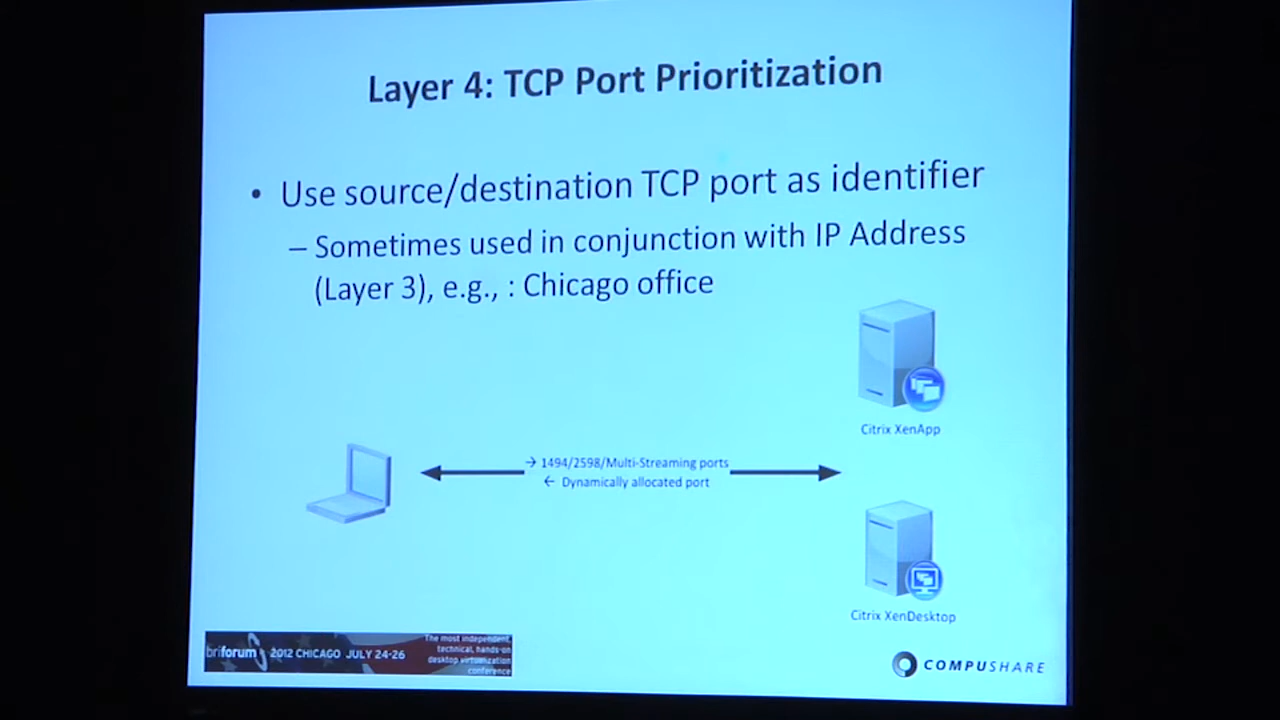 Layer 4: TCP Port Prioritization
• Use source/destination TCP port as identifier
– Sometimes used in conjunction with IP Address
(Layer 3), e.g., : Chicago office
Citrix XenApp
→ 1494/2598/Multi-Streaming ports
← Dynamically allocated port
Citrix XenDesktop
briforum 2012 CHICAGO JULY 24-26
The most independent,
technical, hands-on
desktop virtualization
conference
COMPUSHARE